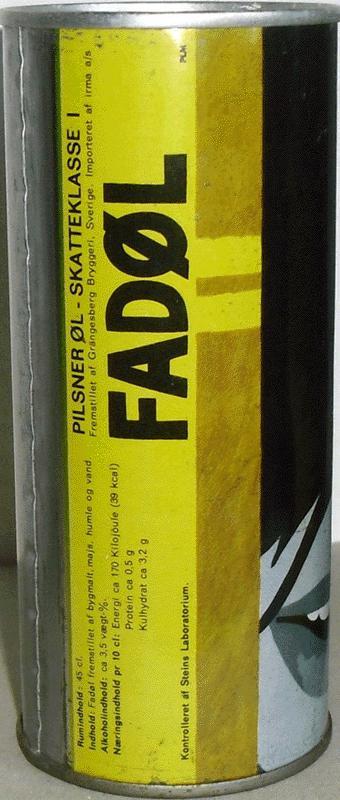 PILSNER ØL - SKATTEKLASSE I
Fremstillet af Grängesberg Bryggeri, Sverige. Importeret af irma a/s
FADØL
PLM
Rumindhold: 45 cl.
Indhold: Fadøl fremstillet af bygmalt, majs, humle og vand
Alkoholindhold: ca 3,5 vægt-%.
Næringsindhold pr 10 cl: Energi ca 170 Kilojoule (39 kcal)
Protein ca 0,5 g
Kulhydrat ca 3,2 g
Kontrolleret af Steins Laboratorium.